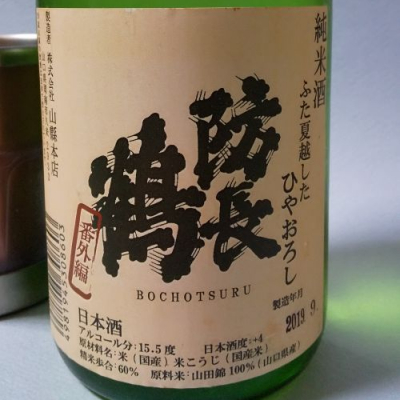 純米酒
ふた夏越した
ひやおろし
防長
鶴
番外編
BOCHOTSURU
製造年月
2019.9
日本酒
アルコール分:15.5度 日本酒度:+4
原材料名:米(国産)米こうじ(国産米)
精米歩合:60% 原料米:山田錦100%(山口県産)
製造者
株式会社 山縣本店